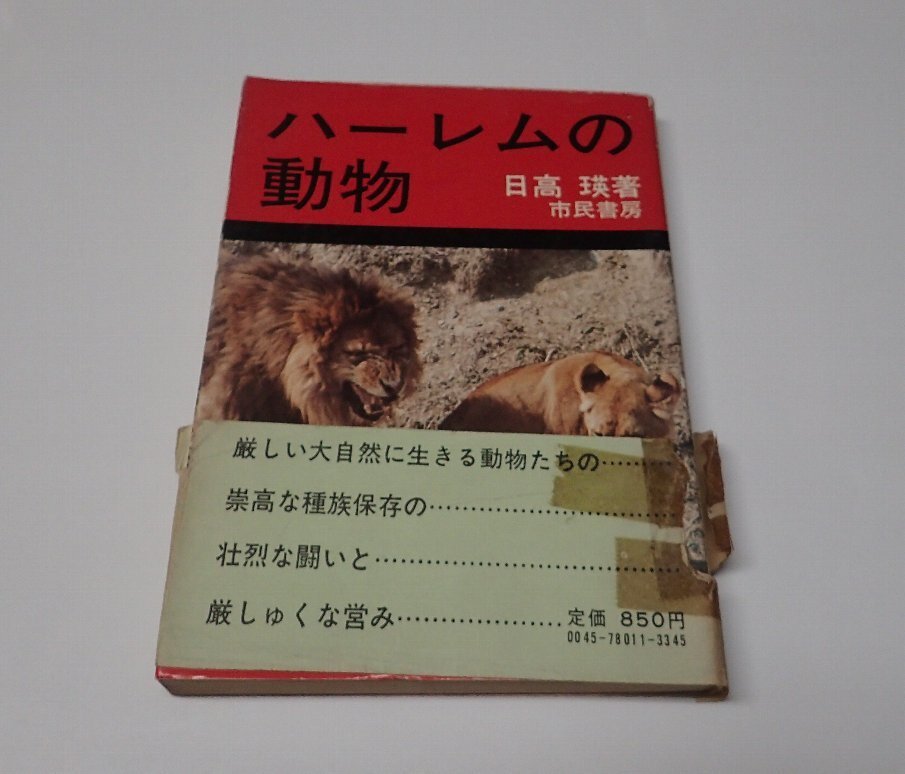 ハーレムの
動物
日高 瑛著
市民書房
厳しい大自然に生きる動物たちの………
崇高な種族保存の…………………………
壮烈な闘いと………………………………
厳しゅくな営み…………………
定価 850円
0045-78011-3345